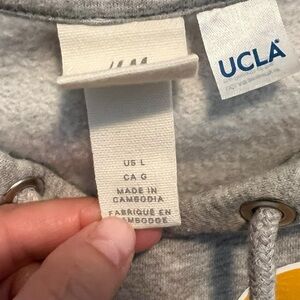 H&M
UCLA
US L
CA G
MADE IN
CAMBODIA
FABRIQUÉ EN
CAMBODGE